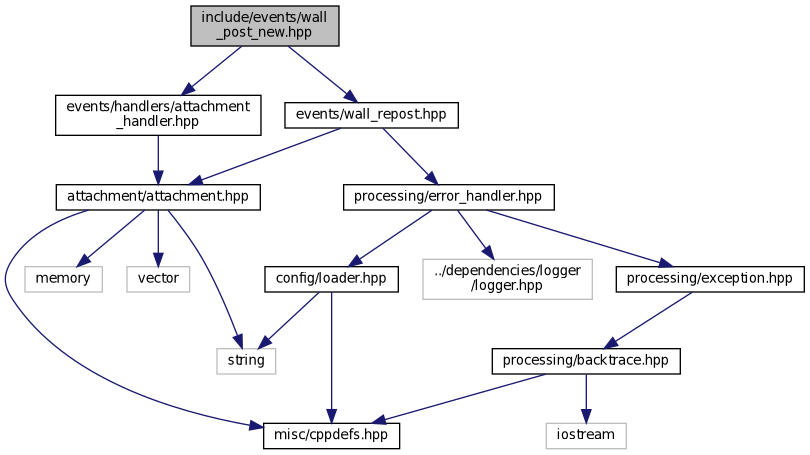 include/events/wall
_post_new.hpp
events/handlers/attachment
_handler.hpp
events/wall_repost.hpp
attachment/attachment.hpp
processing/error_handler.hpp
memory
vector
config/loader.hpp
../dependencies/logger
/logger.hpp
processing/exception.hpp
string
processing/backtrace.hpp
misc/cppdefs.hpp
iostream